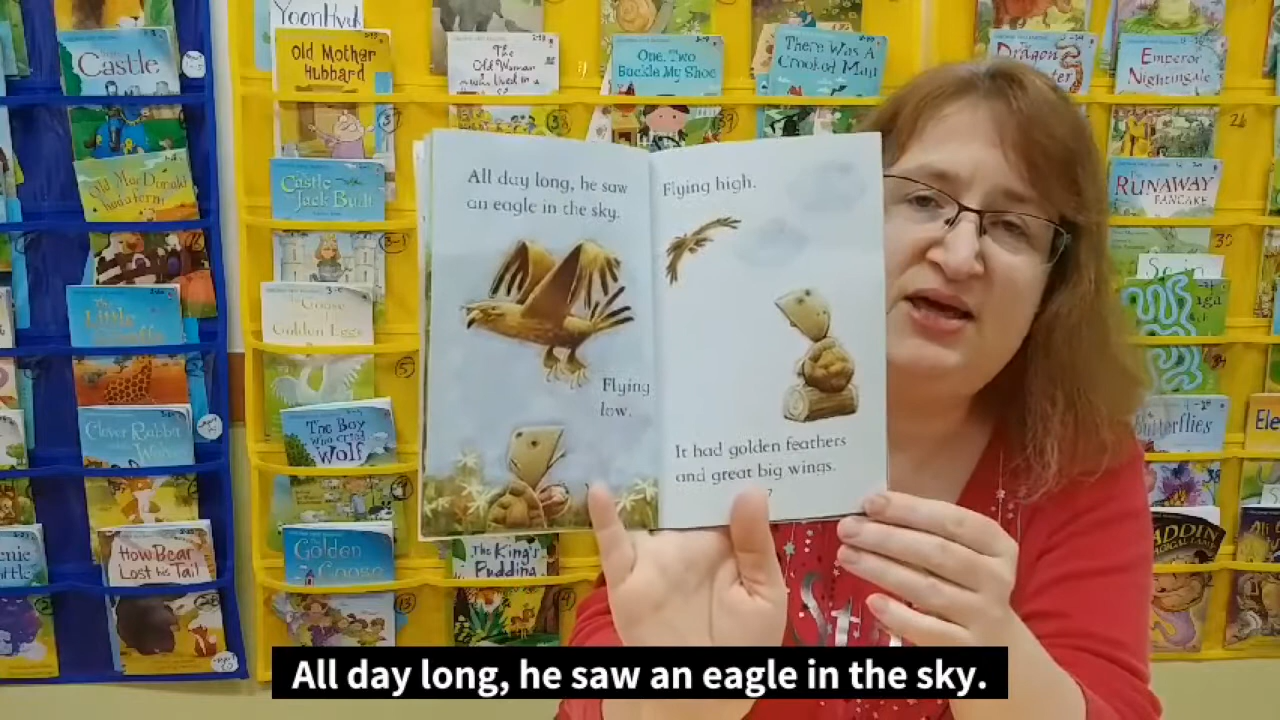 YoonHyuk
Castle
Old Mother
Hubbard
The
Old Woman
who lived in a
One, Two
Buckle My Shoe
There Was A
Crooked Man
Dragon
Emperor
Nightingale
Old MacDonald
had a farm
Castle
Jack Built
The
RUNAWAY
PANCAKE
All day long, he saw
an eagle in the sky.
Flying
low.
Flying high.
It had golden feathers
and great big wings.
7
The
Little
Goose
Golden Eggs
Clever Rabbit
The Boy
Who cried
Wolf
Butterflies
How Bear
Lost his Tail
Golden
Goose
The King's
Pudding
All day long, he saw an eagle in the sky.